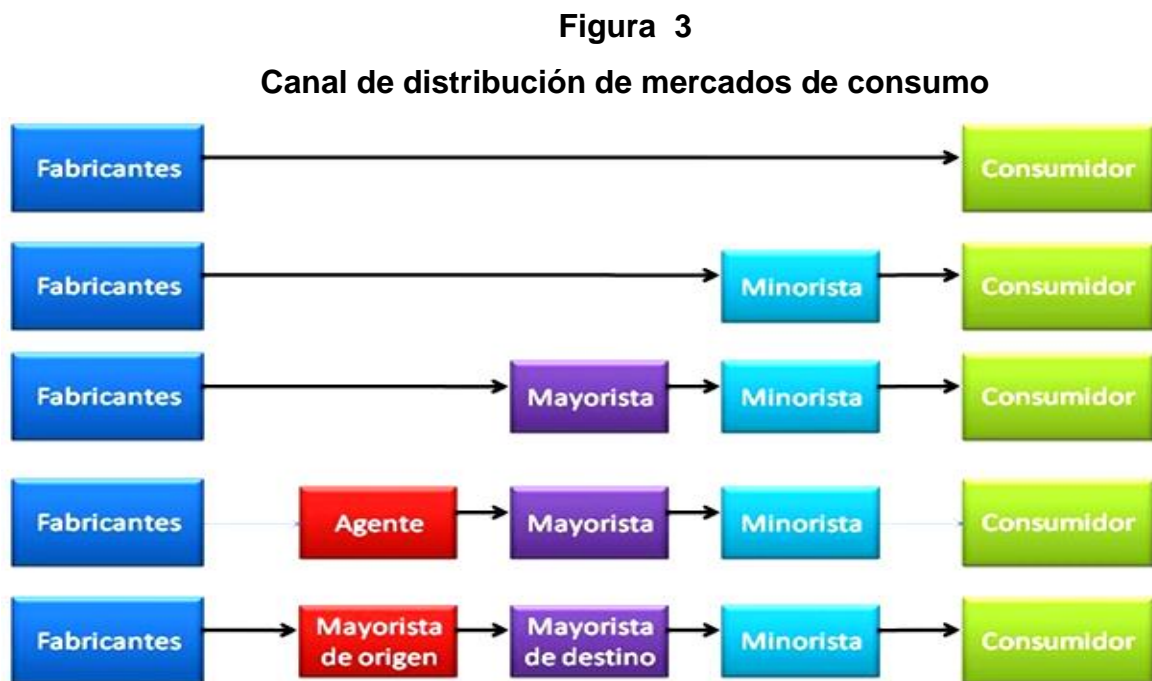 Figura 3
Canal de distribución de mercados de consumo
Fabricantes Consumidor
Fabricantes Minorista Consumidor
Fabricantes Mayorista Minorista Consumidor
Fabricantes Agente Mayorista Minorista Consumidor
Fabricantes Mayorista de origen Mayorista de destino Minorista Consumidor